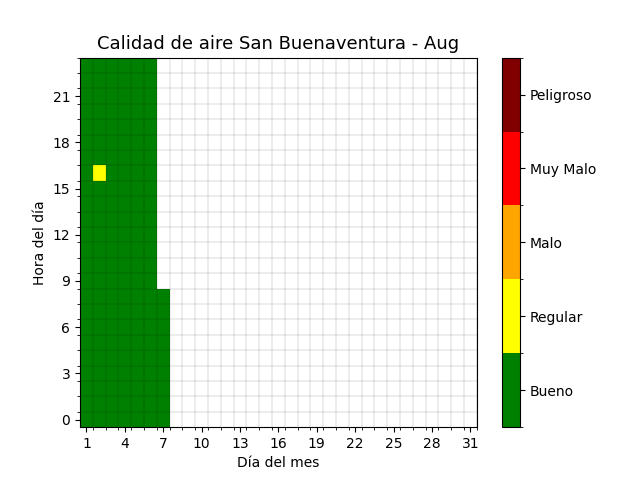 Calidad de aire San Buenaventura - Aug
Hora del día
21
18
15
12
9
6
3
0
1 4 7 10 13 16 19 22 25 28 31
Día del mes
Peligroso
Muy Malo
Malo
Regular
Bueno